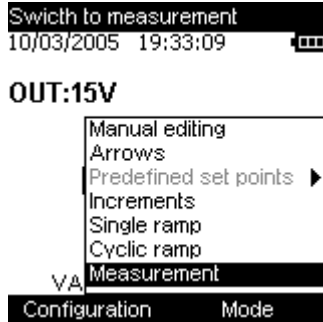 Swicth to measurement
10/03/2005 19:33:09
OUT:15V
Manual editing
Arrows
Predefined set points
Increments
Single ramp
Cyclic ramp
Measurement
VA
Configuration Mode